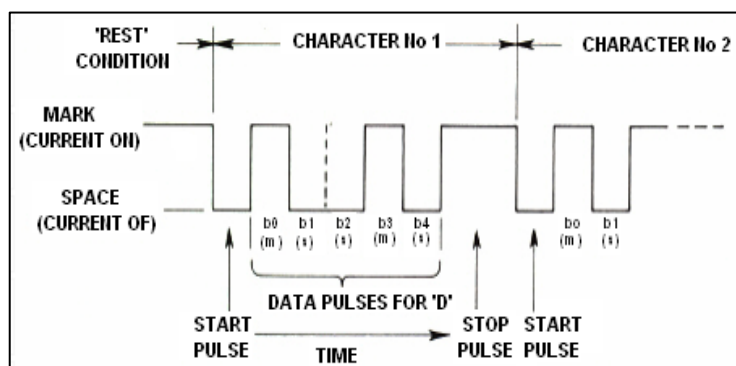 'REST'
CONDITION
CHARACTER No 1
CHARACTER No 2
MARK
(CURRENT ON)
SPACE
(CURRENT OF)
b0 b1 b2 b3 b4
(m) (s) (s) (m) (s)
bo b1
(m) (s)
DATA PULSES FOR 'D'
START
PULSE
TIME
STOP
PULSE
START
PULSE